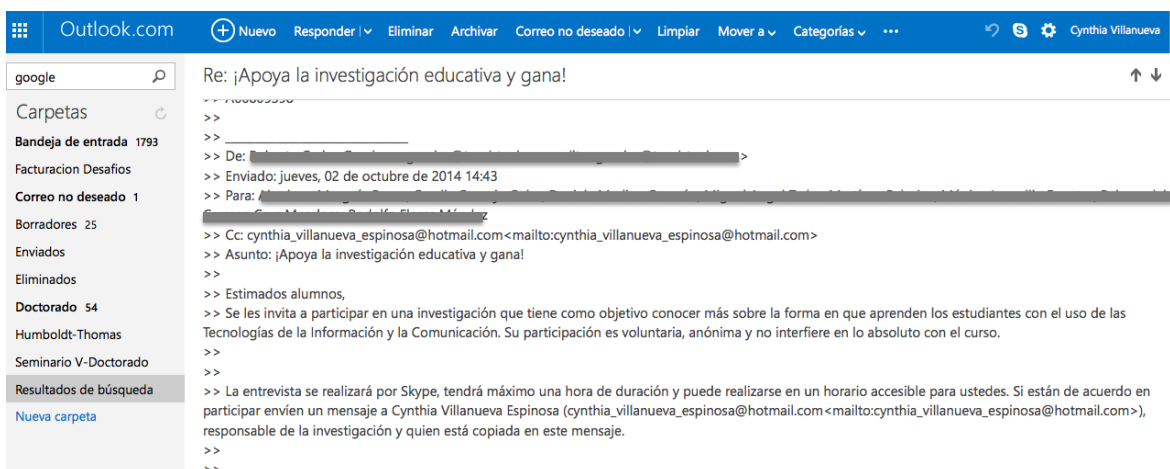 Outlook.com
Nuevo Responder Eliminar Archivar Correo no deseado Limpiar Mover a Categorías ... Cynthia Villanueva
google
Re: ¡Apoya la investigación educativa y gana!
Carpetas
Bandeja de entrada 1793
Facturacion Desafios
Correo no deseado 1
Borradores 25
Enviados
Eliminados
Doctorado 54
Humboldt-Thomas
Seminario V-Doctorado
Resultados de búsqueda
Nueva carpeta
>>
>> ____________________________
>> De: >
>> Enviado: jueves, 02 de octubre de 2014 14:43
>> Para:
>> Cc: cynthia_villanueva_espinosa@hotmail.com<mailto:cynthia_villanueva_espinosa@hotmail.com>
>> Asunto: ¡Apoya la investigación educativa y gana!
>>
>> Estimados alumnos,
>> Se les invita a participar en una investigación que tiene como objetivo conocer más sobre la forma en que aprenden los estudiantes con el uso de las
Tecnologías de la Información y la Comunicación. Su participación es voluntaria, anónima y no interfiere en lo absoluto con el curso.
>>
>>
>> La entrevista se realizará por Skype, tendrá máximo una hora de duración y puede realizarse en un horario accesible para ustedes. Si están de acuerdo en
participar envíen un mensaje a Cynthia Villanueva Espinosa (cynthia_villanueva_espinosa@hotmail.com<mailto:cynthia_villanueva_espinosa@hotmail.com>),
responsable de la investigación y quien está copiada en este mensaje.
>>